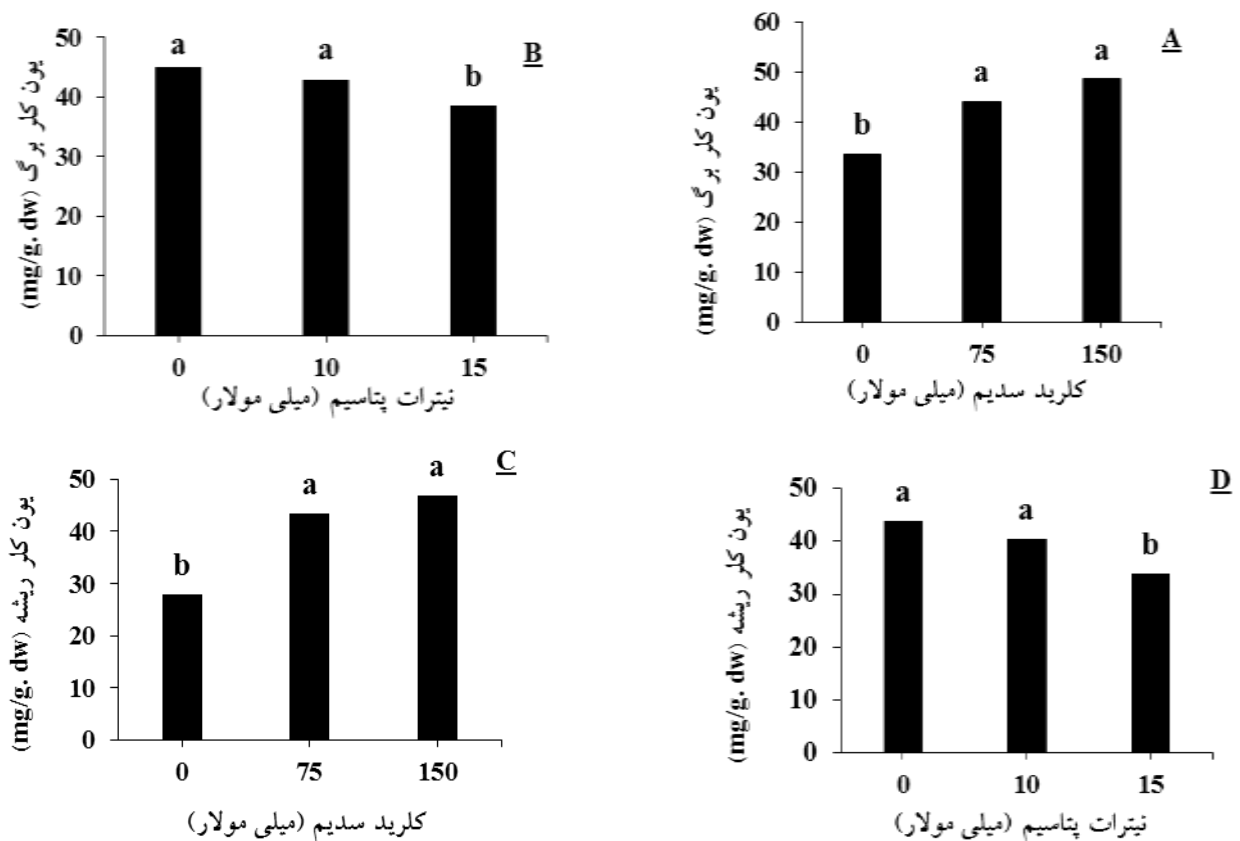 B
یون کلر برگ (mg/g. dw)
50
40
30
20
10
0
a
a
b
0 10 15
نیترات پتاسیم (میلی مولار)
A
یون کلر برگ (mg/g. dw)
60
50
40
30
20
10
0
b
a
a
0 75 150
کلرید سدیم (میلی مولار)
C
یون کلر ریشه (mg/g. dw)
50
40
30
20
10
0
b
a
a
0 75 150
کلرید سدیم (میلی مولار)
D
یون کلر ریشه (mg/g. dw)
50
40
30
20
10
0
a
a
b
0 10 15
نیترات پتاسیم (میلی مولار)